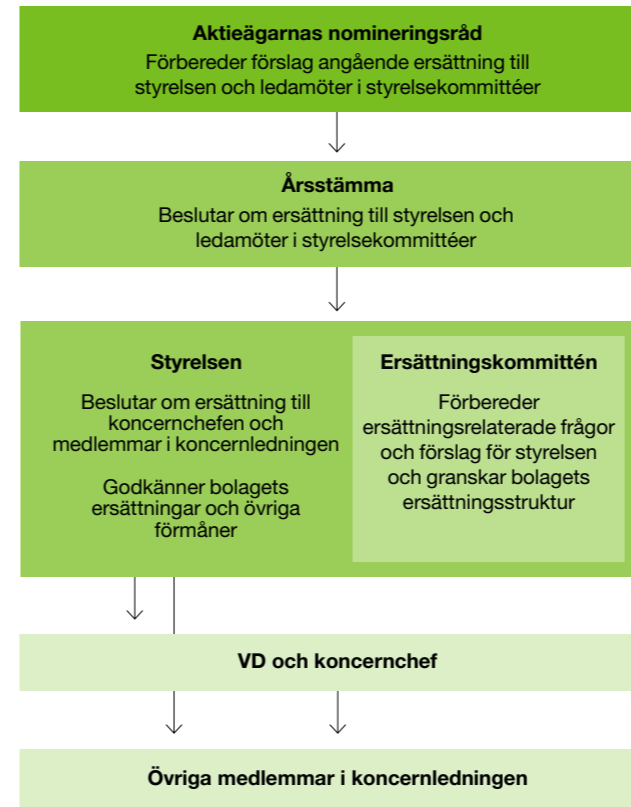 Aktieägarnas nomineringsråd
Förbereder förslag angående ersättning till
styrelsen och ledamöter i styrelsekommittéer
Årsstämma
Beslutar om ersättning till styrelsen och
ledamöter i styrelsekommittéer
Styrelsen
Beslutar om ersättning till
koncernchefen och
medlemmar i koncernledningen
Godkänner bolagets
ersättningar och övriga
förmåner
Ersättningskommittén
Förbereder
ersättningsrelaterade frågor
och förslag för styrelsen
och granskar bolagets
ersättningsstruktur
VD och koncernchef
Övriga medlemmar i koncernledningen